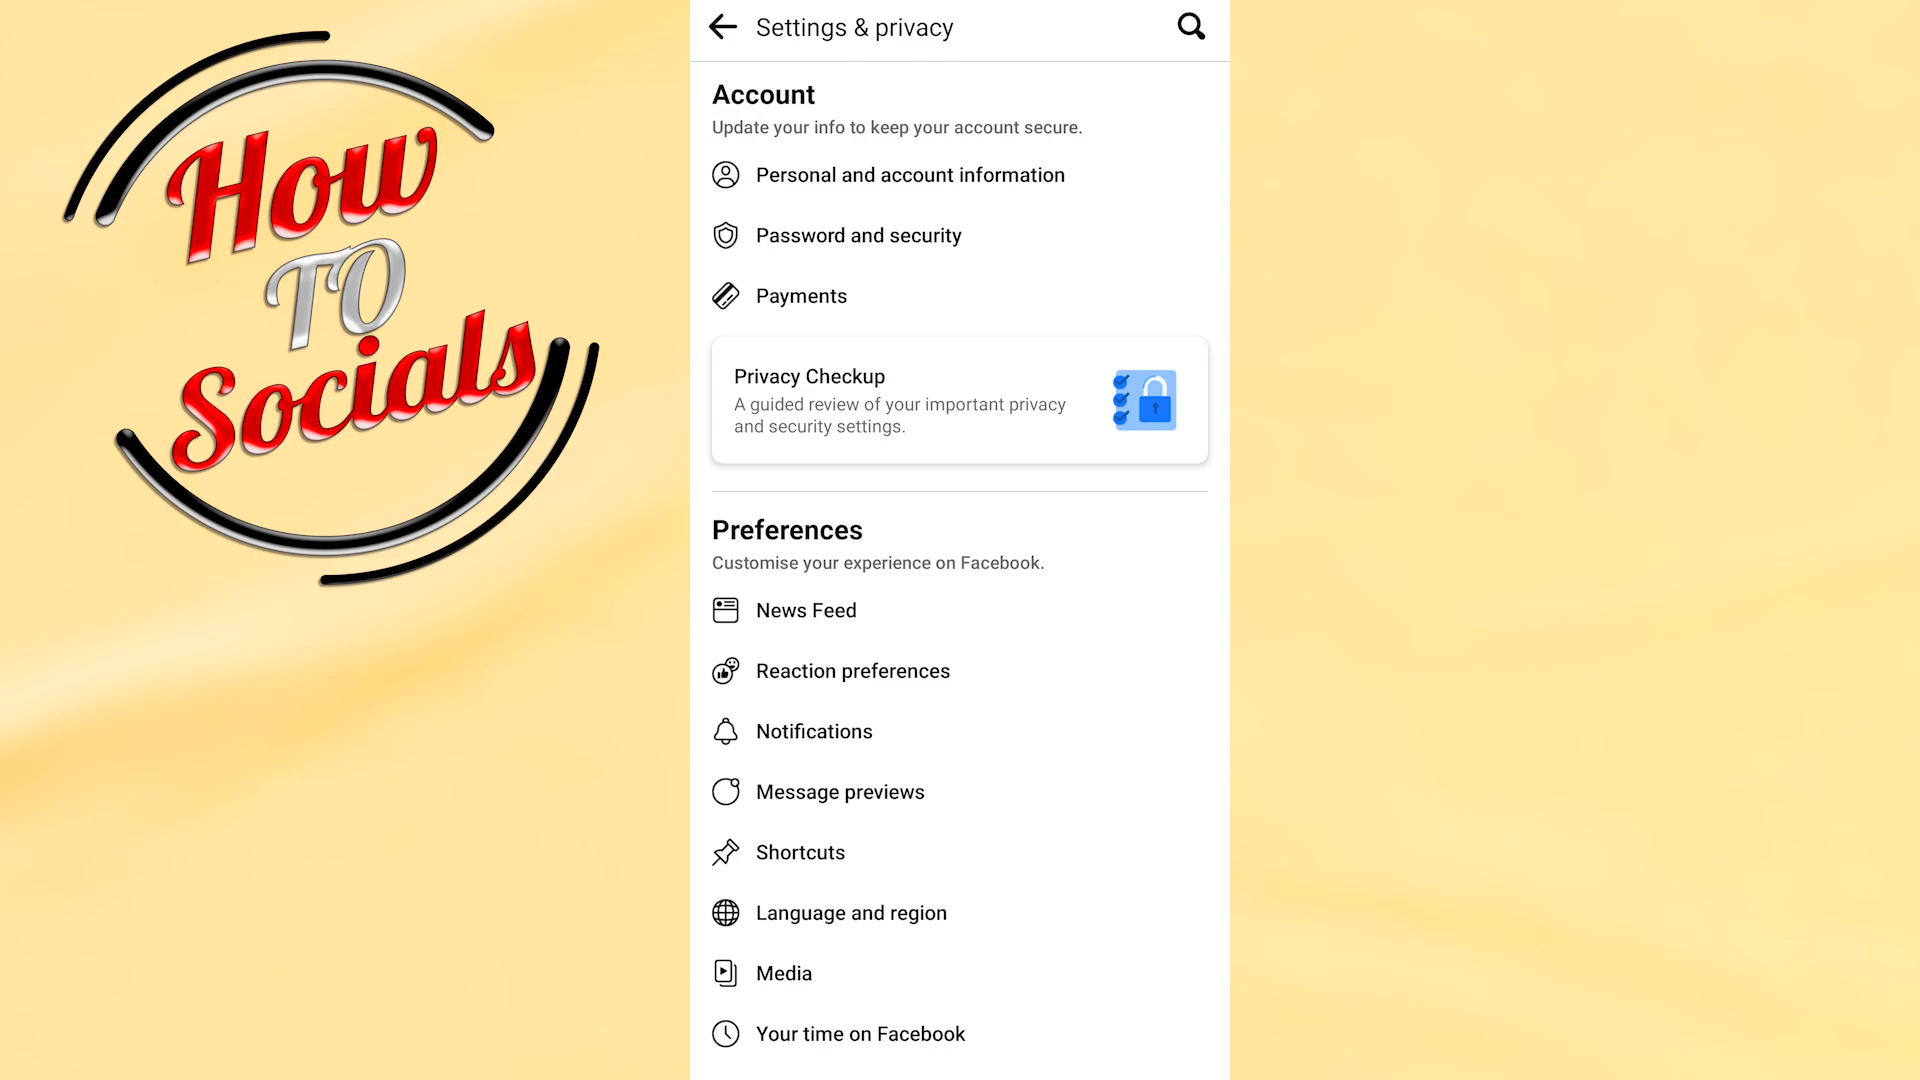 How
TO
Socials
Settings & privacy
Account
Update your info to keep your account secure.
Personal and account information
Password and security
Payments
Privacy Checkup
A guided review of your important privacy
and security settings.
Preferences
Customise your experience on Facebook.
News Feed
Reaction preferences
Notifications
Message previews
Shortcuts
Language and region
Media
Your time on Facebook